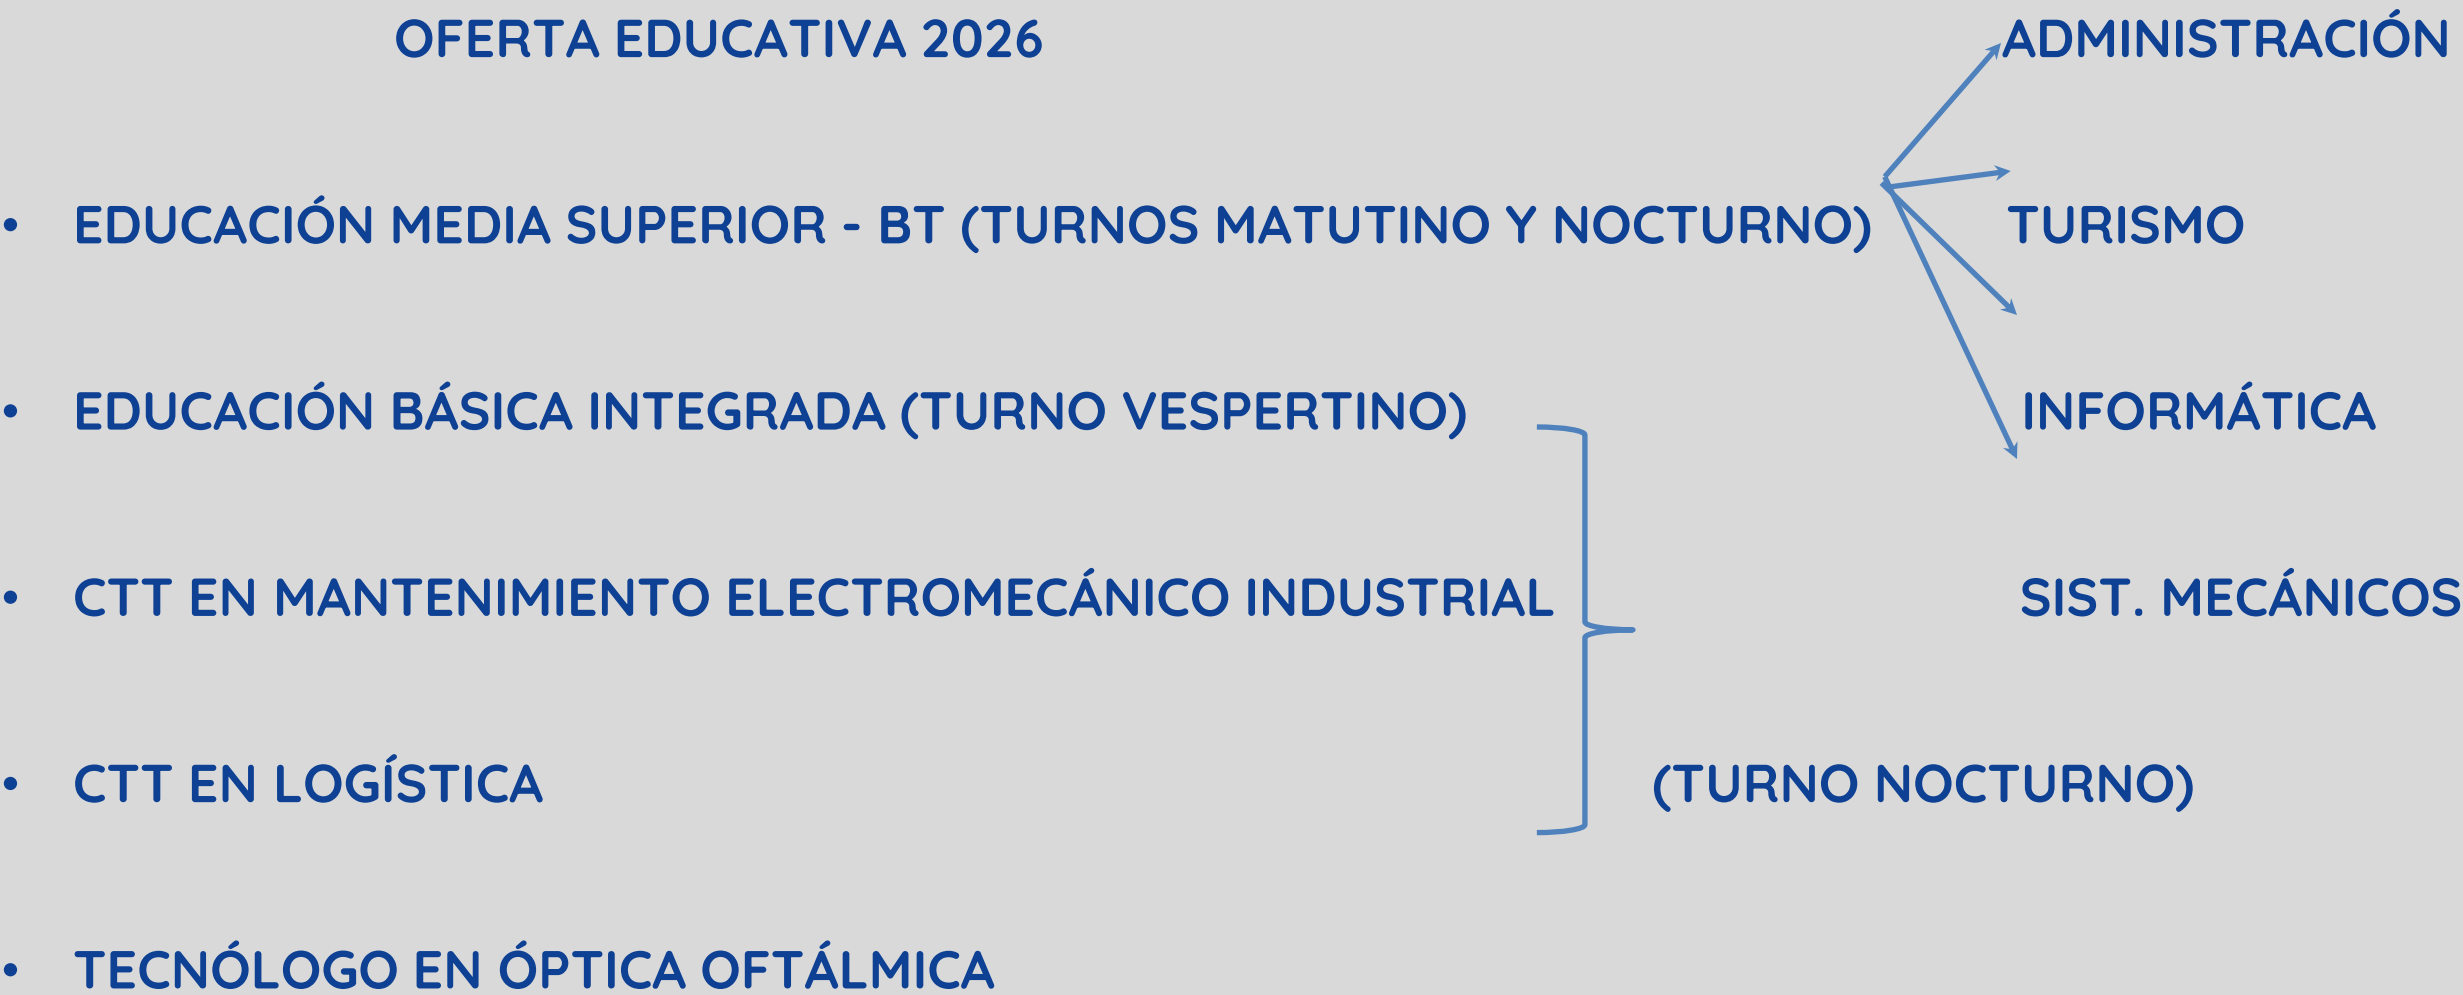 OFERTA EDUCATIVA 2026
ADMINISTRACIÓN
• EDUCACIÓN MEDIA SUPERIOR - BT (TURNOS MATUTINO Y NOCTURNO)
TURISMO
• EDUCACIÓN BÁSICA INTEGRADA (TURNO VESPERTINO)
INFORMÁTICA
• CTT EN MANTENIMIENTO ELECTROMECÁNICO INDUSTRIAL
SIST. MECÁNICOS
• CTT EN LOGÍSTICA
(TURNO NOCTURNO)
• TECNÓLOGO EN ÓPTICA OFTÁLMICA